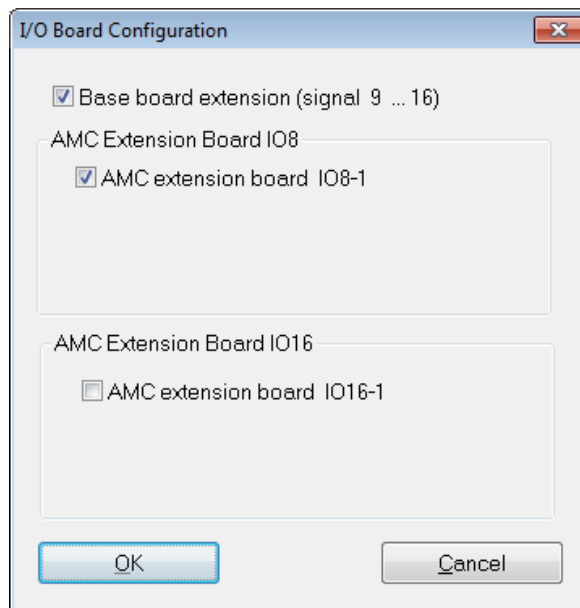 I/O Board Configuration
Base board extension (signal 9 ... 16)
AMC Extension Board IO8
AMC extension board IO8-1
AMC Extension Board IO16
AMC extension board IO16-1
OK
Cancel